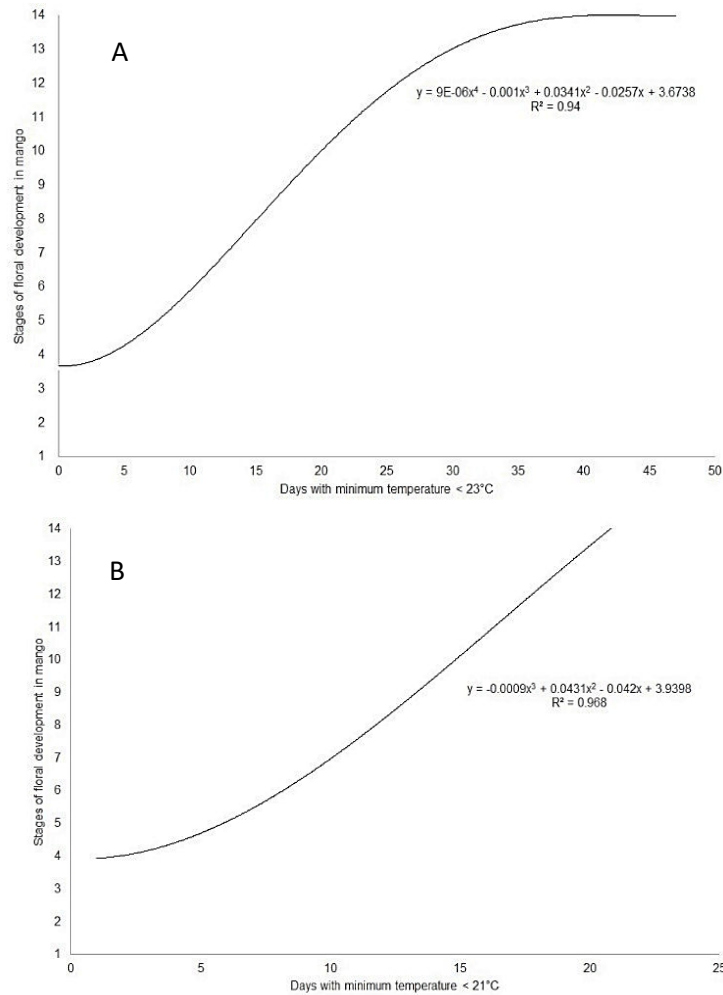 A
14
13
12
11
10
9
8
7
6
5
4
3
2
1
Stages of floral development in mango
y = 9E-06x⁴ - 0.001x³ + 0.0341x² - 0.0257x + 3.6738
R² = 0.94
0 5 10 15 20 25 30 35 40 45 50
Days with minimum temperature < 23°C
B
14
13
12
11
10
9
8
7
6
5
4
3
2
1
Stages of floral development in mango
y = -0.0009x³ + 0.0431x² - 0.042x + 3.9398
R² = 0.968
0 5 10 15 20 25
Days with minimum temperature < 21°C